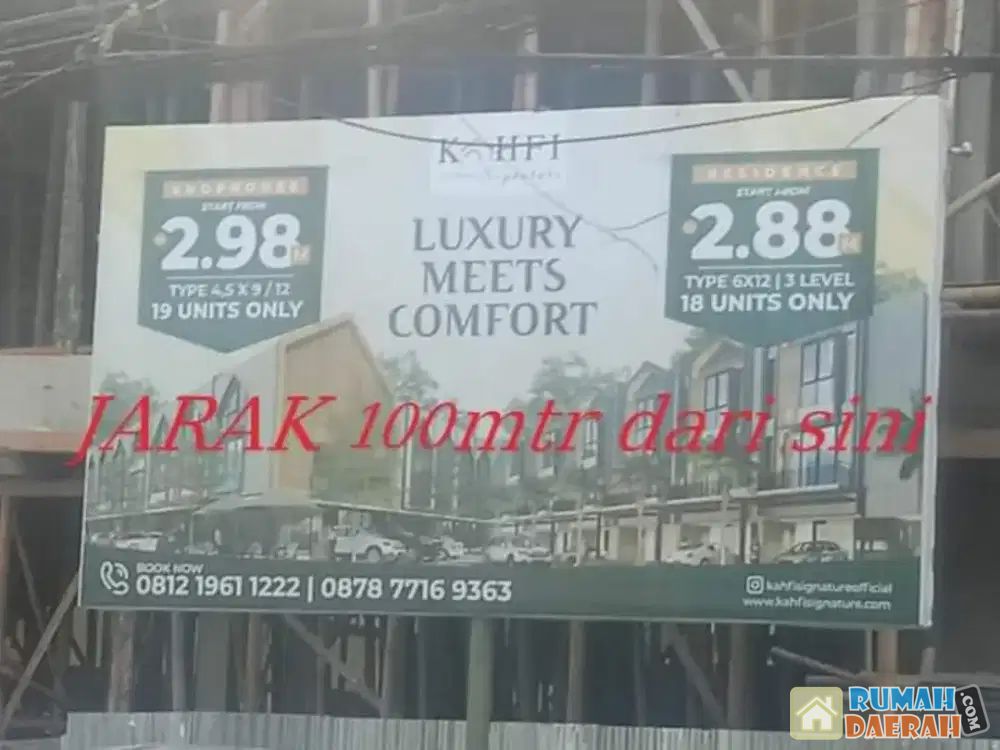 KAHFI
Signature
SHOPHOUSE
START FROM
2.98 M
TYPE 4,5 X 9 / 12
19 UNITS ONLY
LUXURY
MEETS
COMFORT
RESIDENCE
START FROM
2.88 M
TYPE 6X12 | 3 LEVEL
18 UNITS ONLY
JARAK 100mtr dari sini
BOOK NOW
0812 1961 1222 | 0878 7716 9363
kahfisignatureofficial
www.kahfisignature.com
RUMAH
DAERAH
.COM